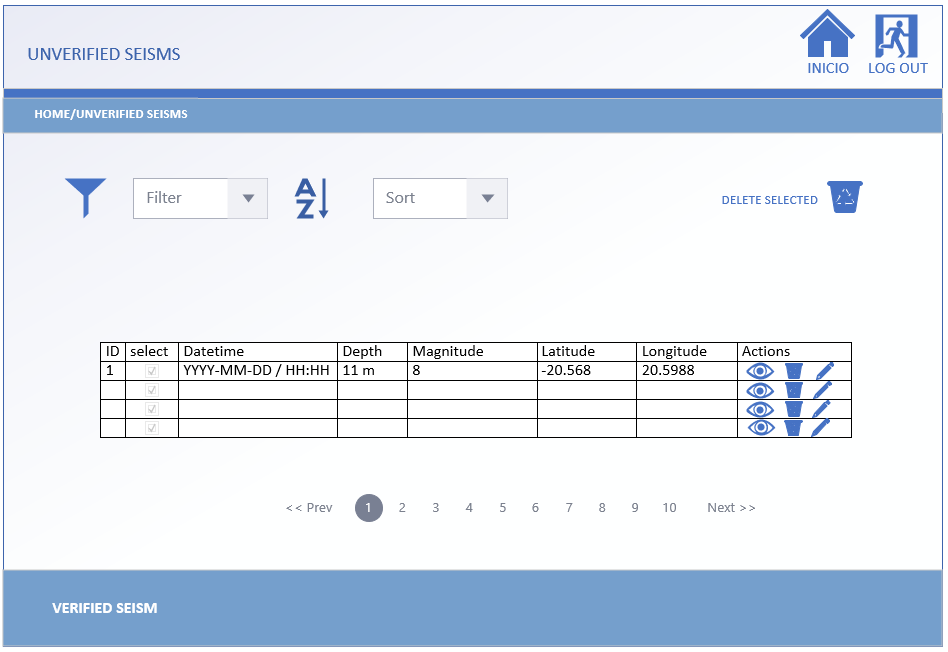 UNVERIFIED SEISMS
INICIO LOG OUT
HOME/UNVERIFIED SEISMS
Filter
A
Z
Sort
DELETE SELECTED
ID select Datetime Depth Magnitude Latitude Longitude Actions
1 YYYY-MM-DD / HH:HH 11 m 8 -20.568 20.5988
<< Prev 1 2 3 4 5 6 7 8 9 10 Next >>
VERIFIED SEISM